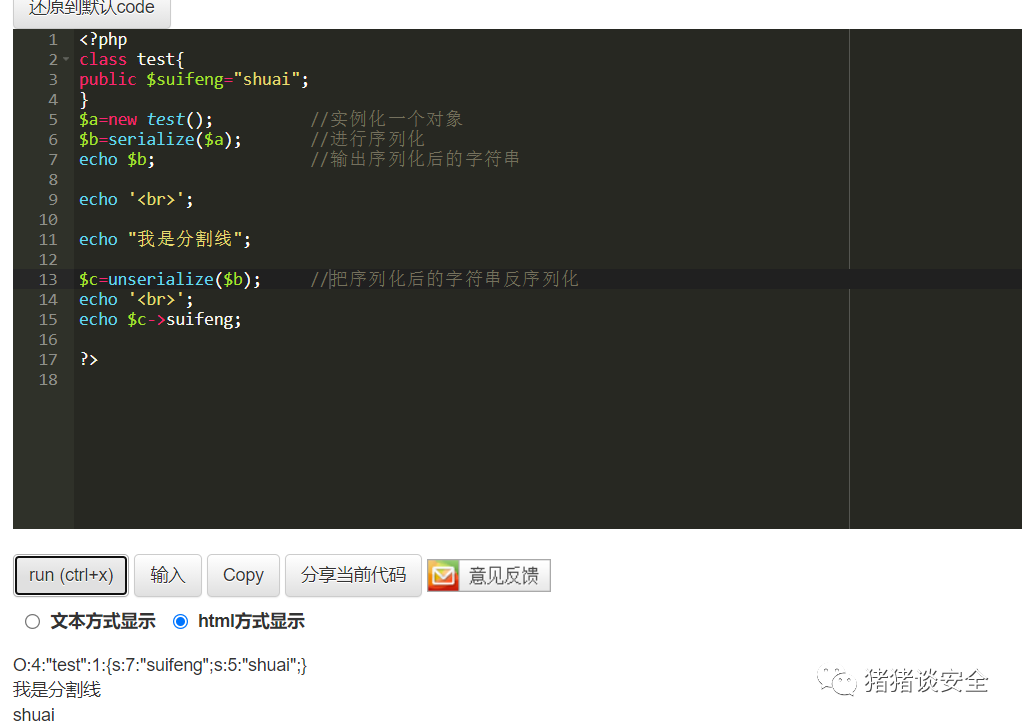 还原到默认code
1 <?php
2 class test{
3 public $suifeng="shuai";
4 }
5 $a=new test(); //实例化一个对象
6 $b=serialize($a); //进行序列化
7 echo $b; //输出序列化后的字符串
8
9 echo '<br>';
10
11 echo "我是分割线";
12
13 $c=unserialize($b); //把序列化后的字符串反序列化
14 echo '<br>';
15 echo $c->suifeng;
16
17 ?>
18
run (ctrl+x) 输入 Copy 分享当前代码 意见反馈
文本方式显示 html方式显示
O:4:"test":1:{s:7:"suifeng";s:5:"shuai";}
我是分割线
shuai
猪猪谈安全